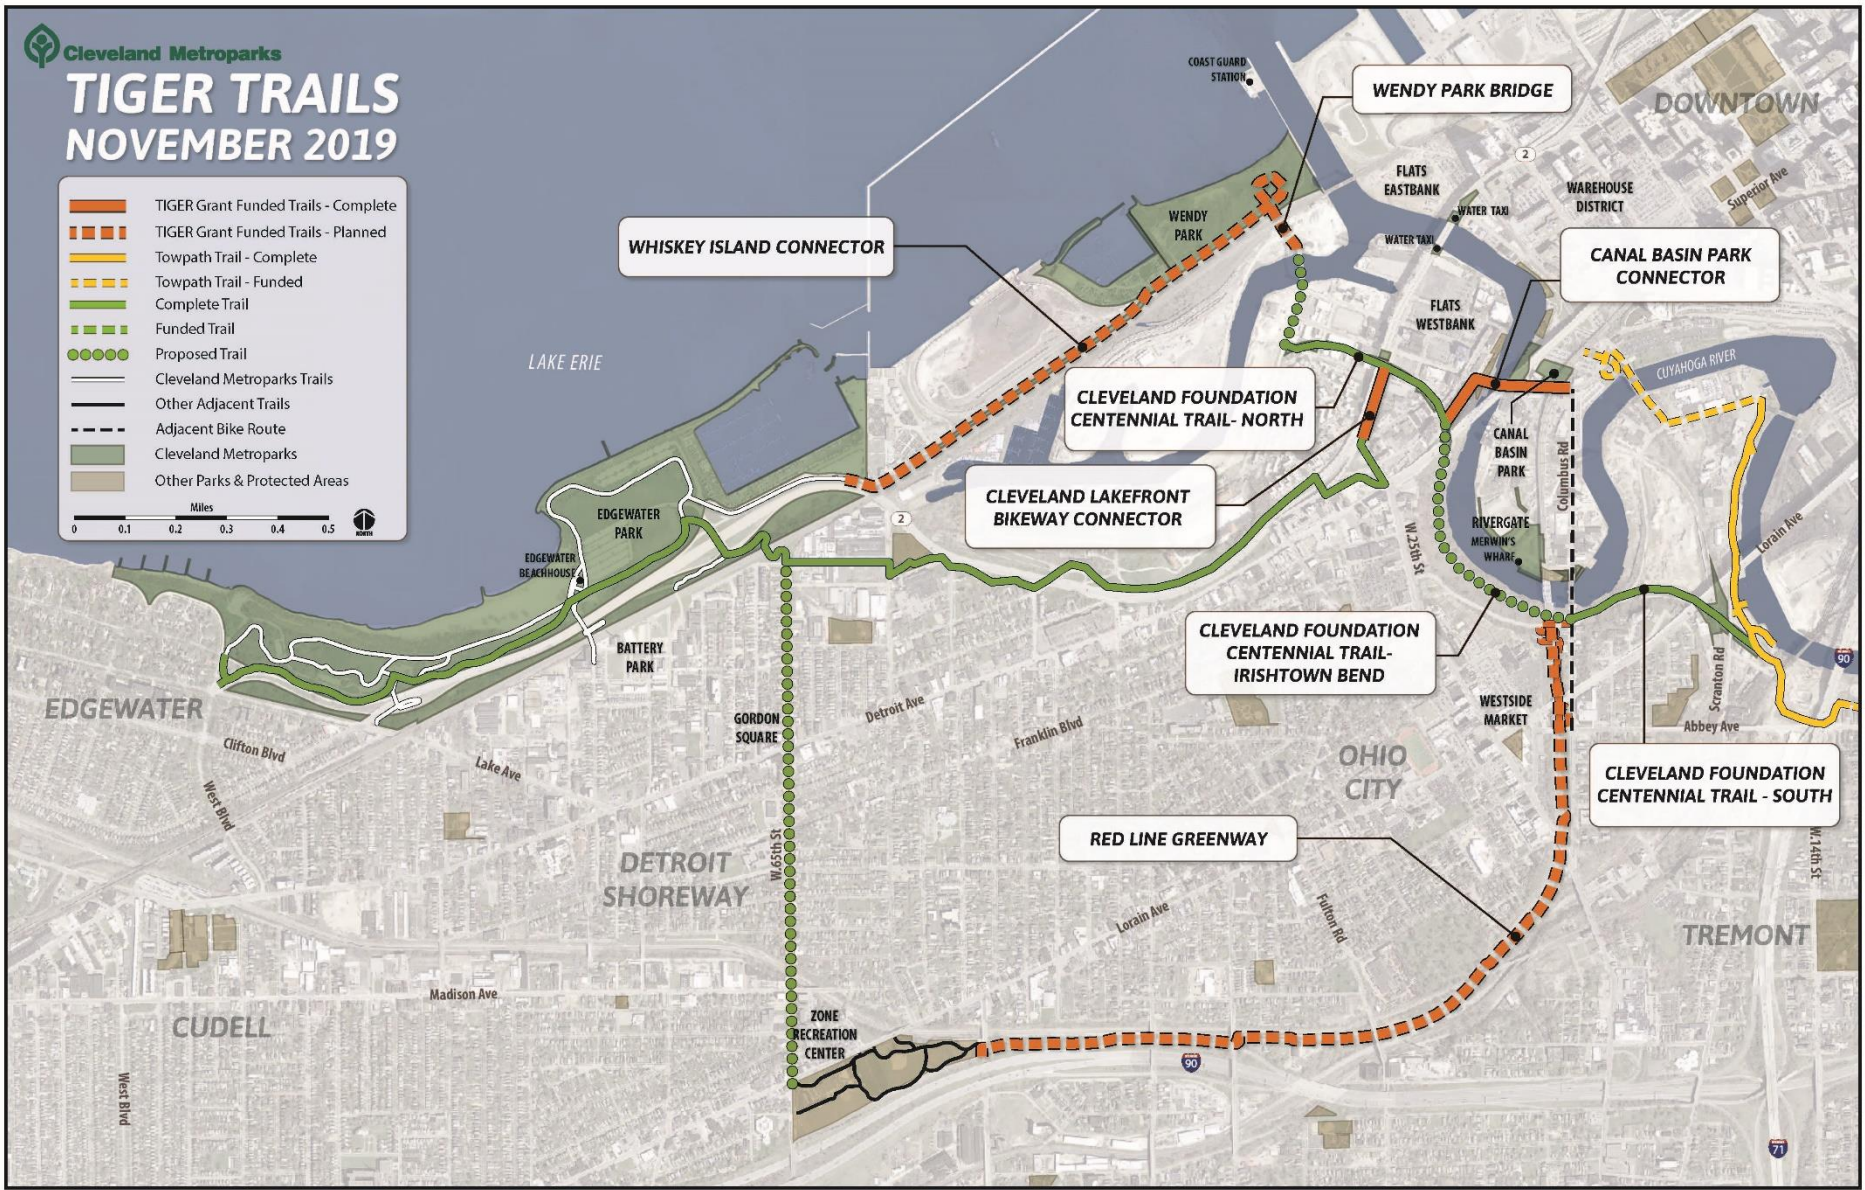 Cleveland Metroparks
TIGER TRAILS
NOVEMBER 2019
TIGER Grant Funded Trails - Complete
TIGER Grant Funded Trails - Planned
Towpath Trail - Complete
Towpath Trail - Funded
Complete Trail
Funded Trail
Proposed Trail
Cleveland Metroparks Trails
Other Adjacent Trails
Adjacent Bike Route
Cleveland Metroparks
Other Parks & Protected Areas
Miles
0 0.1 0.2 0.3 0.4 0.5
NORTH
COAST GUARD
STATION
WENDY PARK BRIDGE
DOWNTOWN
2
FLATS
EASTBANK
WAREHOUSE
DISTRICT
Superior Ave
WATER TAXI
WATER TAXI
WENDY
PARK
WHISKEY ISLAND CONNECTOR
CANAL BASIN PARK
CONNECTOR
FLATS
WESTBANK
LAKE ERIE
CUYAHOGA RIVER
CLEVELAND FOUNDATION
CENTENNIAL TRAIL- NORTH
CANAL
BASIN
PARK
Columbus Rd
CLEVELAND LAKEFRONT
BIKEWAY CONNECTOR
EDGEWATER
PARK
2
W.25th St
RIVERGATE
MERWIN'S
WHARF
Lorain Ave
EDGEWATER
BEACHHOUSE
CLEVELAND FOUNDATION
CENTENNIAL TRAIL-
IRISHTOWN BEND
BATTERY
PARK
90
Scranton Rd
EDGEWATER
GORDON
SQUARE
Detroit Ave
Franklin Blvd
WESTSIDE
MARKET
Abbey Ave
Clifton Blvd
Lake Ave
West Blvd
OHIO
CITY
CLEVELAND FOUNDATION
CENTENNIAL TRAIL - SOUTH
RED LINE GREENWAY
W.14th St
W.65th St
DETROIT
SHOREWAY
Lorain Ave
Fulton Rd
TREMONT
Madison Ave
CUDELL
ZONE
RECREATION
CENTER
90
West Blvd
71